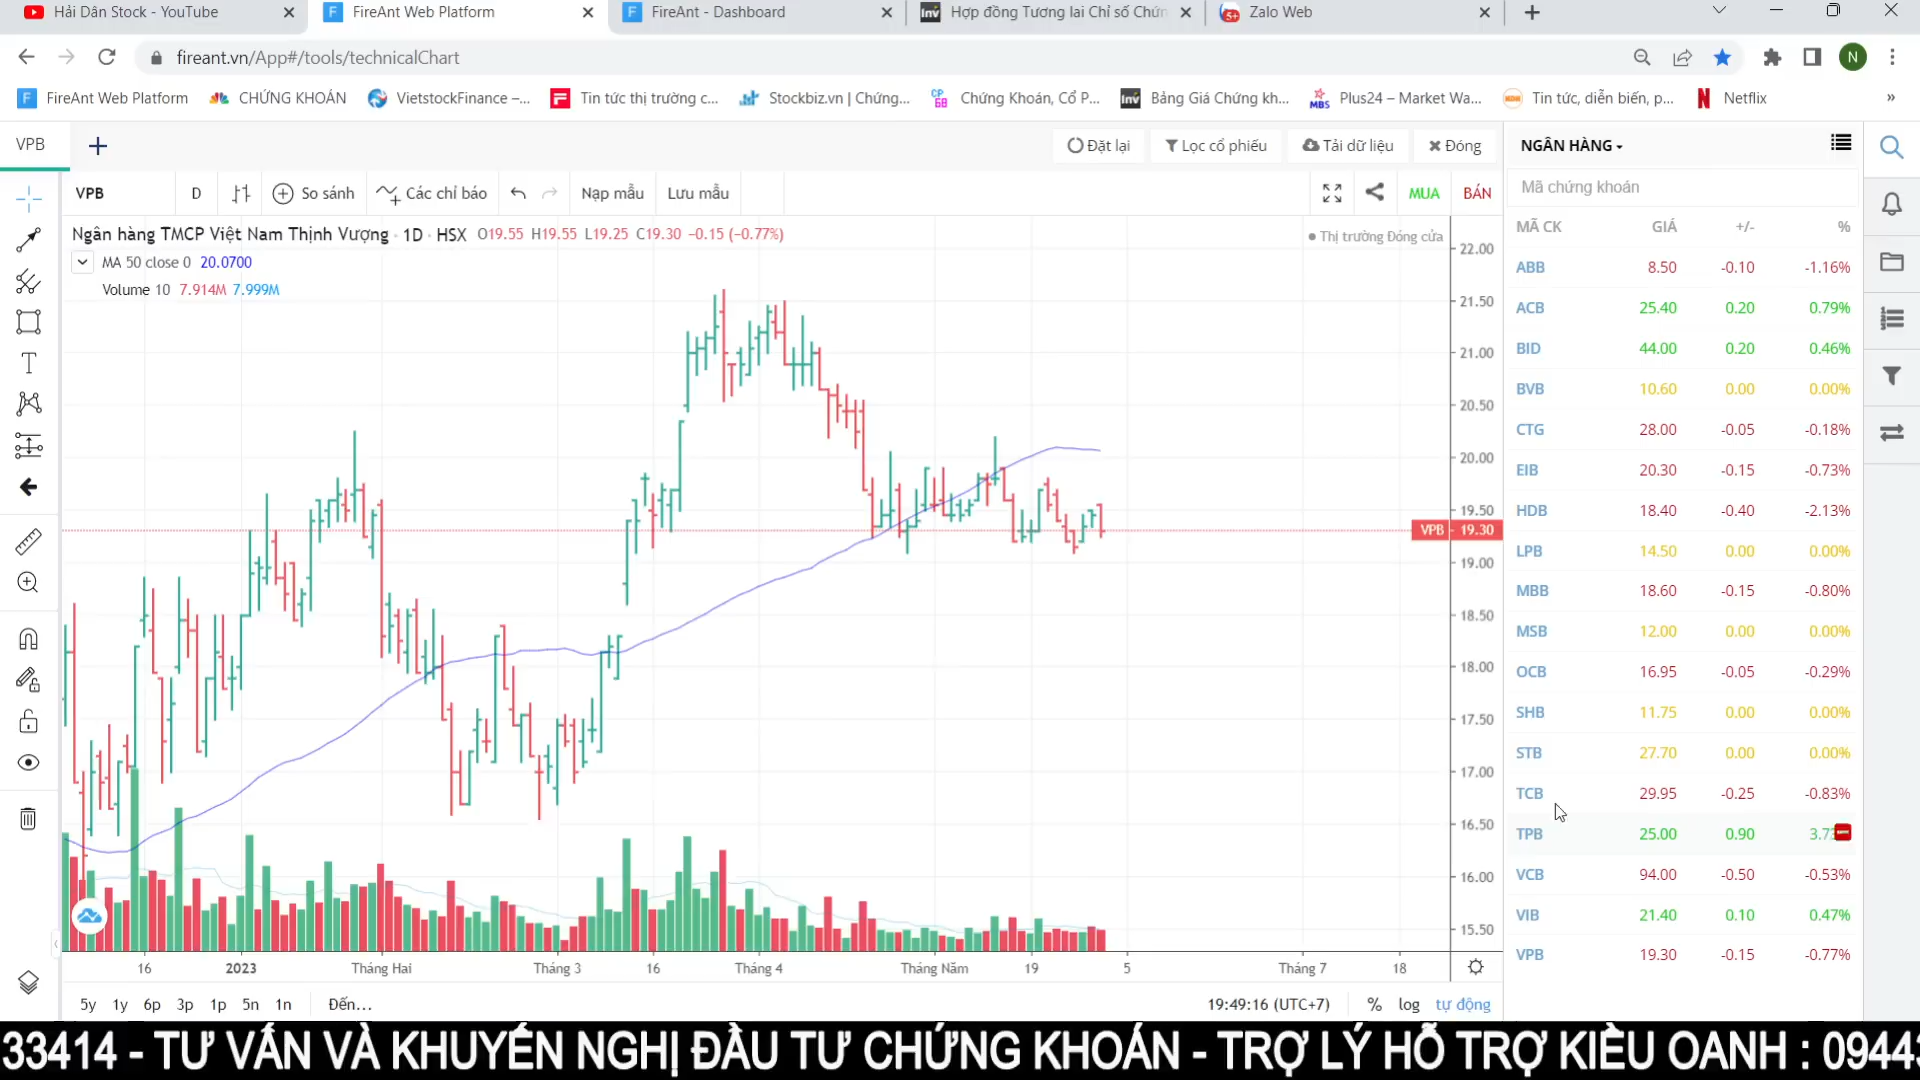 Hải Dân Stock - YouTube
FireAnt Web Platform
FireAnt - Dashboard
Hợp đồng Tương lai Chỉ số Chứn
Zalo Web
fireant.vn/App#/tools/technicalChart
FireAnt Web Platform
CHỨNG KHOÁN
VietstockFinance –...
Tin tức thị trường c...
Stockbiz.vn | Chứng...
Chứng Khoán, Cổ P...
Bảng Giá Chứng kh...
Plus24 – Market Wa...
Tin tức, diễn biến, p...
Netflix
VPB
Đặt lại
Lọc cổ phiếu
Tải dữ liệu
Đóng
VPB
D
So sánh
Các chỉ báo
Nạp mẫu
Lưu mẫu
MUA
BÁN
Ngân hàng TMCP Việt Nam Thịnh Vượng · 1D · HSX O19.55 H19.55 L19.25 C19.30 −0.15 (−0.77%)
Thị trường Đóng cửa
MA 50 close 0 20.0700
Volume 10 7.914M 7.999M
22.00
21.50
21.00
20.50
20.00
19.50
VPB 19.30
19.00
18.50
18.00
17.50
17.00
16.50
16.00
15.50
16 2023 Tháng Hai Tháng 3 16 Tháng 4 Tháng Năm 19 5 Tháng 7 18
5y 1y 6p 3p 1p 5n 1n Đến...
19:49:16 (UTC+7) % log tự động
NGÂN HÀNG
Mã chứng khoán
MÃ CK GIÁ +/- %
ABB 8.50 -0.10 -1.16%
ACB 25.40 0.20 0.79%
BID 44.00 0.20 0.46%
BVB 10.60 0.00 0.00%
CTG 28.00 -0.05 -0.18%
EIB 20.30 -0.15 -0.73%
HDB 18.40 -0.40 -2.13%
LPB 14.50 0.00 0.00%
MBB 18.60 -0.15 -0.80%
MSB 12.00 0.00 0.00%
OCB 16.95 -0.05 -0.29%
SHB 11.75 0.00 0.00%
STB 27.70 0.00 0.00%
TCB 29.95 -0.25 -0.83%
TPB 25.00 0.90 3.7
VCB 94.00 -0.50 -0.53%
VIB 21.40 0.10 0.47%
VPB 19.30 -0.15 -0.77%
33414 - TƯ VẤN VÀ KHUYẾN NGHỊ ĐẦU TƯ CHỨNG KHOÁN - TRỢ LÝ HỖ TRỢ KIỀU OANH : 0944